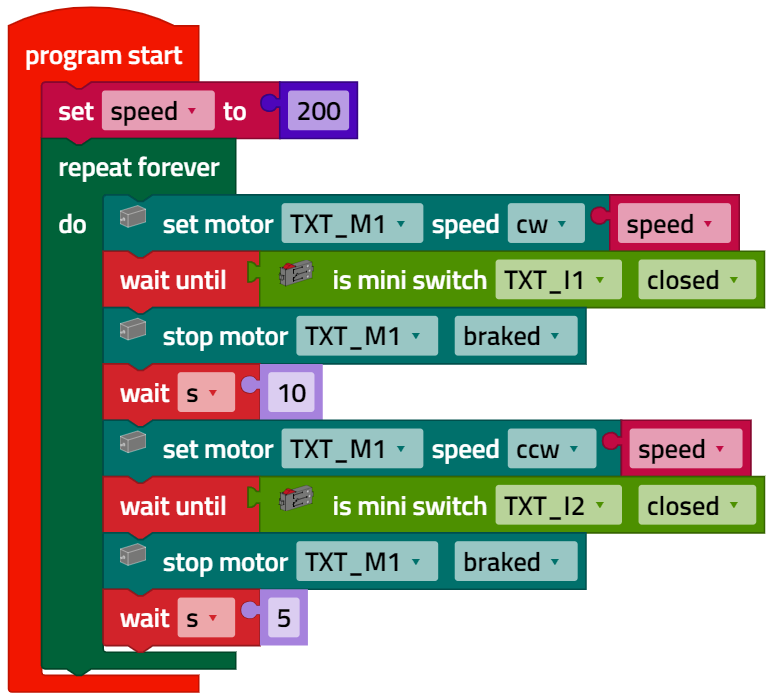 program start
set speed to 200
repeat forever
do set motor TXT_M1 speed cw speed
wait until is mini switch TXT_I1 closed
stop motor TXT_M1 braked
wait s 10
set motor TXT_M1 speed ccw speed
wait until is mini switch TXT_I2 closed
stop motor TXT_M1 braked
wait s 5